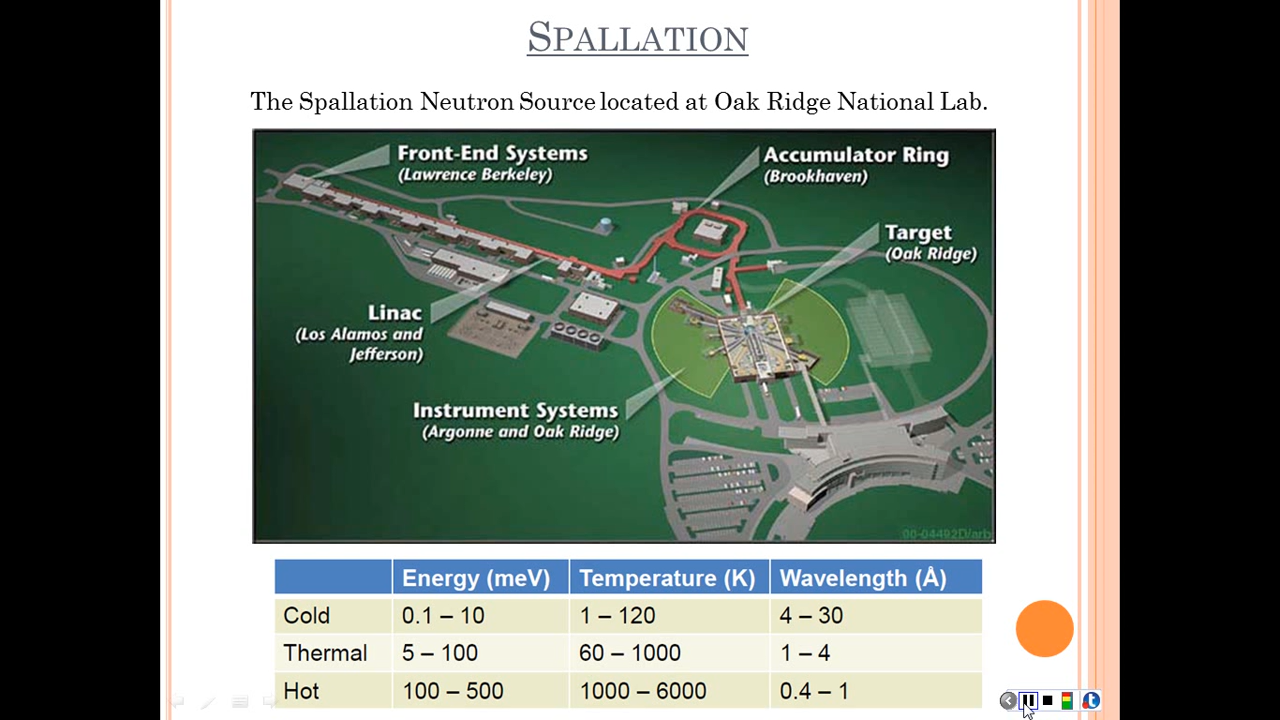 SPALLATION
The Spallation Neutron Source located at Oak Ridge National Lab.
Front-End Systems
(Lawrence Berkeley)
Accumulator Ring
(Brookhaven)
Target
(Oak Ridge)
Linac
(Los Alamos and
Jefferson)
Instrument Systems
(Argonne and Oak Ridge)
00-04492D/arb
Energy (meV) Temperature (K) Wavelength (Å)
Cold 0.1 – 10 1 – 120 4 – 30
Thermal 5 – 100 60 – 1000 1 – 4
Hot 100 – 500 1000 – 6000 0.4 – 1